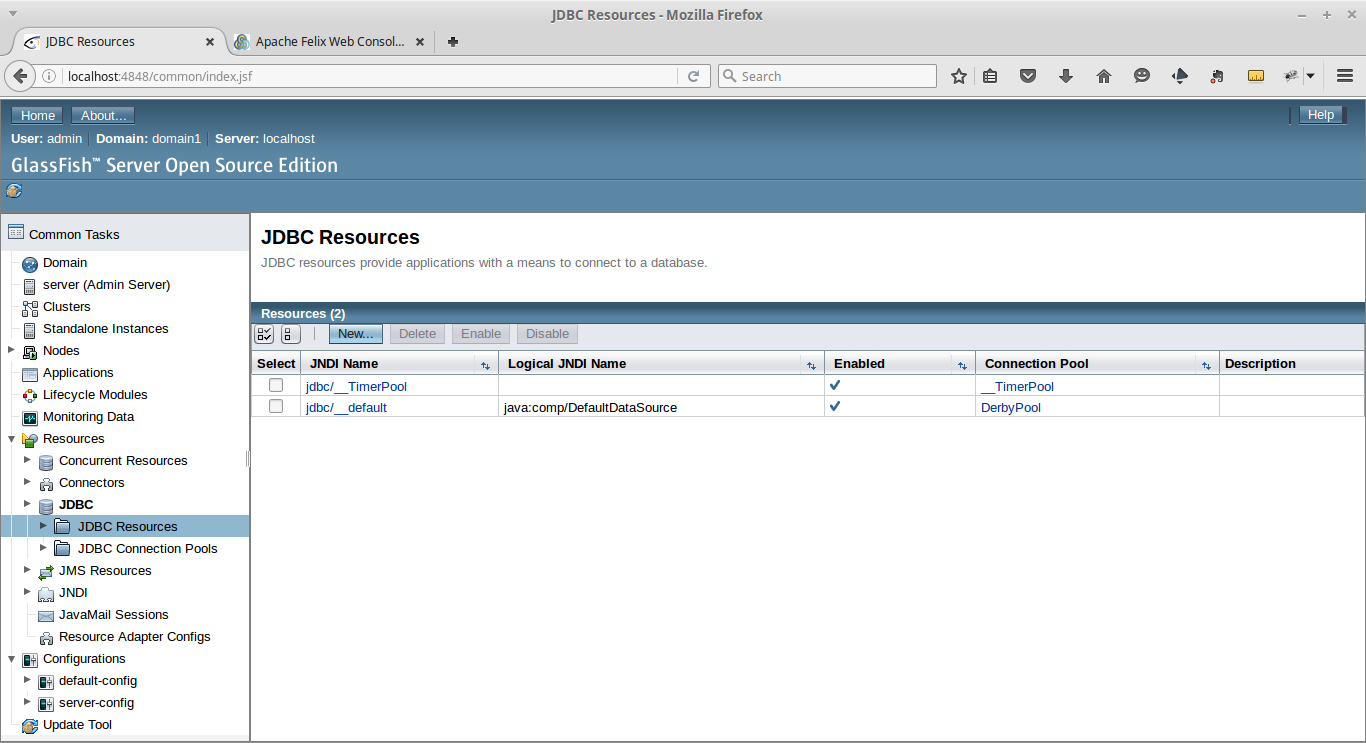 JDBC Resources - Mozilla Firefox
JDBC Resources
Apache Felix Web Consol...
localhost:4848/common/index.jsf
Search
Home About... Help
User: admin Domain: domain1 Server: localhost
GlassFish™ Server Open Source Edition
Common Tasks
Domain
server (Admin Server)
Clusters
Standalone Instances
Nodes
Applications
Lifecycle Modules
Monitoring Data
Resources
Concurrent Resources
Connectors
JDBC
JDBC Resources
JDBC Connection Pools
JMS Resources
JNDI
JavaMail Sessions
Resource Adapter Configs
Configurations
default-config
server-config
Update Tool
JDBC Resources
JDBC resources provide applications with a means to connect to a database.
Resources (2)
New... Delete Enable Disable
Select JNDI Name Logical JNDI Name Enabled Connection Pool Description
jdbc/__TimerPool __TimerPool
jdbc/__default java:comp/DefaultDataSource DerbyPool